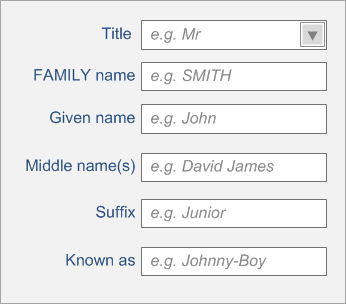 Title e.g. Mr
FAMILY name e.g. SMITH
Given name e.g. John
Middle name(s) e.g. David James
Suffix e.g. Junior
Known as e.g. Johnny-Boy